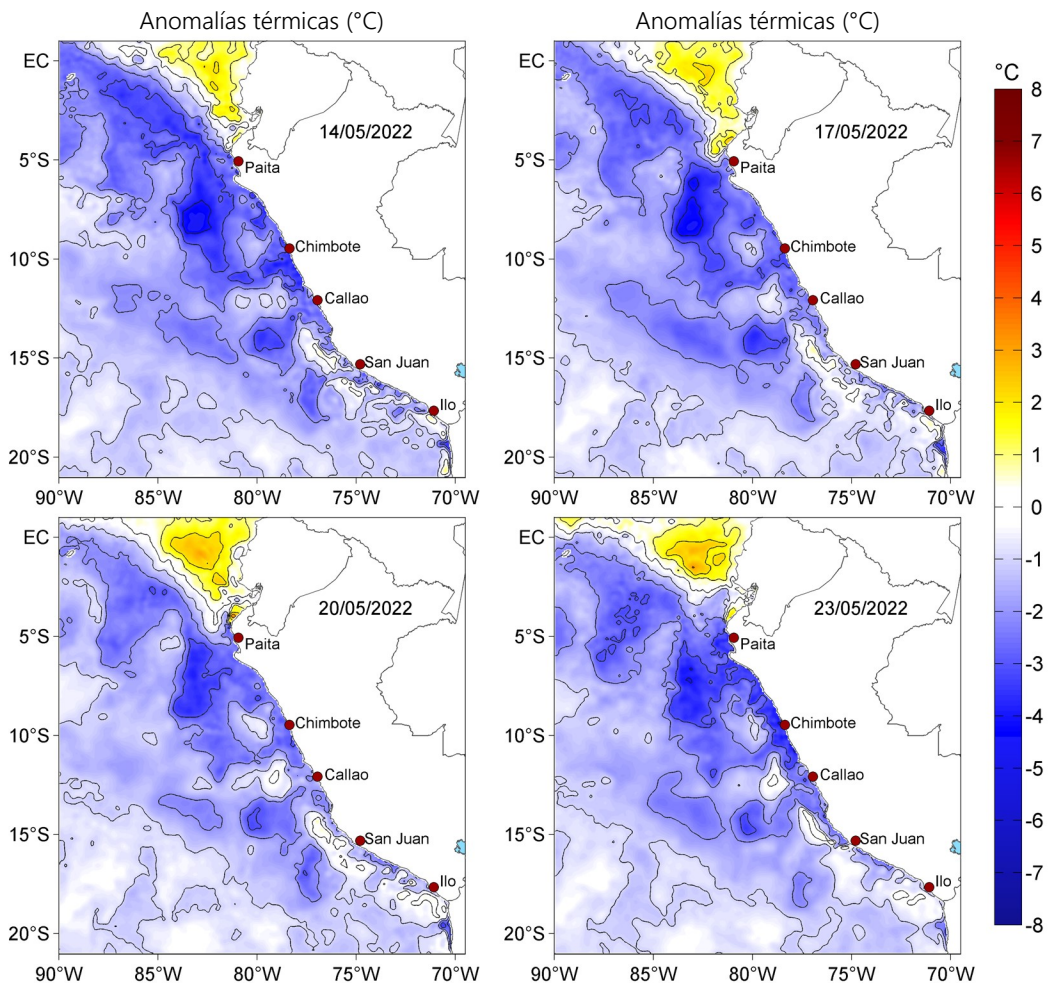 Anomalías térmicas (°C)
Anomalías térmicas (°C)
EC
5°S
10°S
15°S
20°S
14/05/2022
Paita
Chimbote
Callao
San Juan
Ilo
90°W
85°W
80°W
75°W
70°W
EC
5°S
10°S
15°S
20°S
17/05/2022
Paita
Chimbote
Callao
San Juan
Ilo
90°W
85°W
80°W
75°W
70°W
°C
8
7
6
5
4
3
2
1
0
-1
-2
-3
-4
-5
-6
-7
-8
EC
5°S
10°S
15°S
20°S
20/05/2022
Paita
Chimbote
Callao
San Juan
Ilo
90°W
85°W
80°W
75°W
70°W
EC
5°S
10°S
15°S
20°S
23/05/2022
Paita
Chimbote
Callao
San Juan
Ilo
90°W
85°W
80°W
75°W
70°W